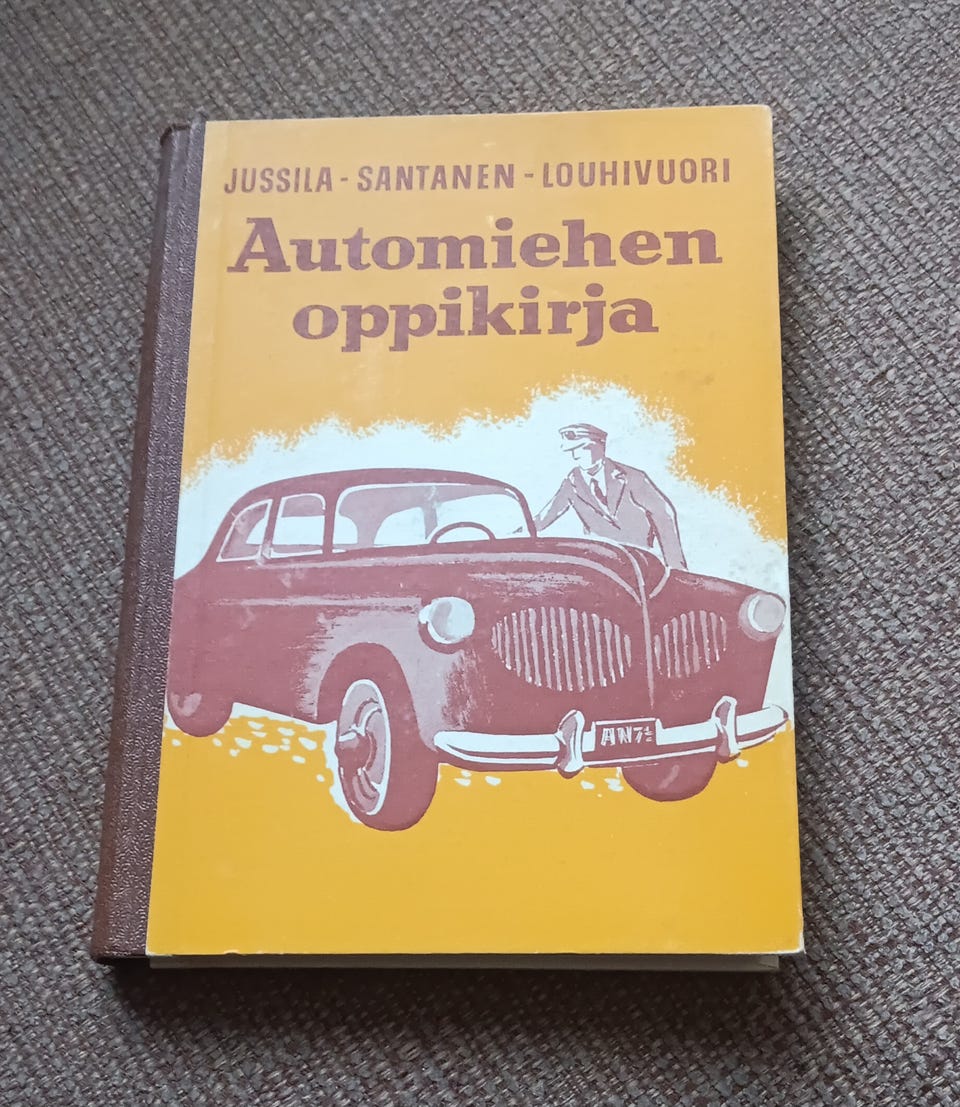 JUSSILA - SANTANEN - LOUHIVUORI
Automiehen
oppikirja